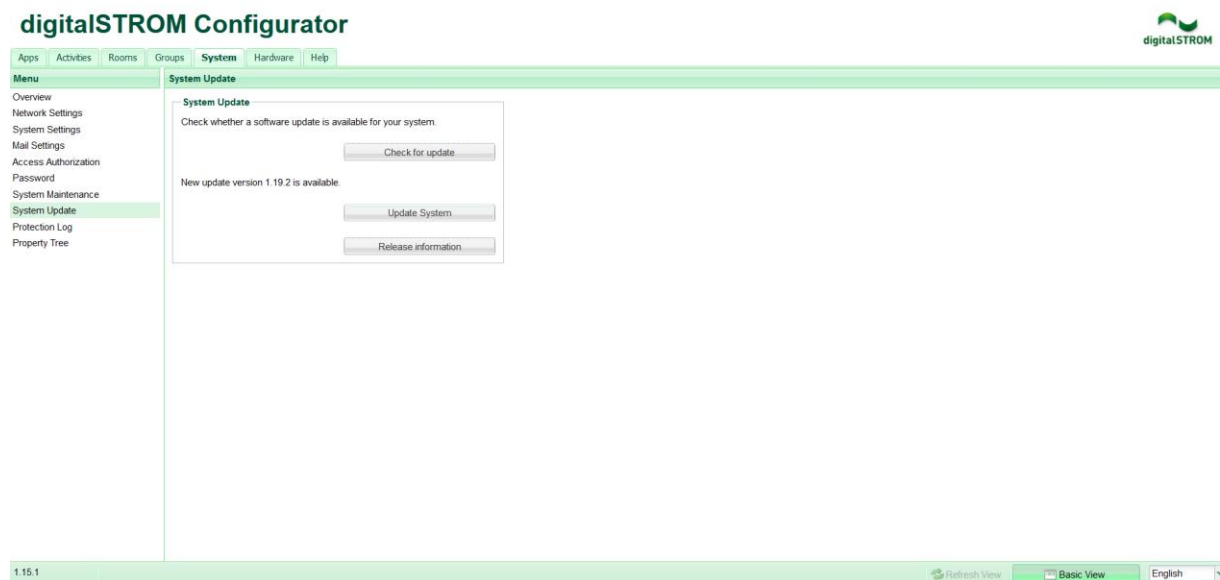 digitalSTROM Configurator
digitalSTROM
Apps Activities Rooms Groups System Hardware Help
Menu
System Update
Overview
Network Settings
System Settings
Mail Settings
Access Authorization
Password
System Maintenance
System Update
Protection Log
Property Tree
System Update
Check whether a software update is available for your system.
Check for update
New update version 1.19.2 is available.
Update System
Release information
1.15.1
Refresh View
Basic View
English